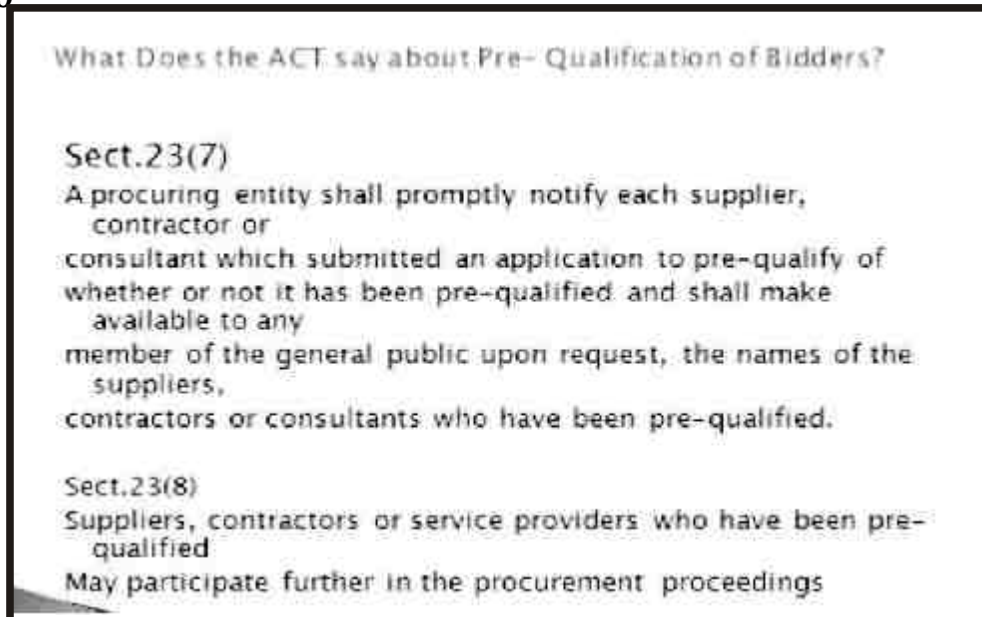 What Does the ACT say about Pre- Qualification of Bidders?
Sect.23(7)
A procuring entity shall promptly notify each supplier,
contractor or
consultant which submitted an application to pre-qualify of
whether or not it has been pre-qualified and shall make
available to any
member of the general public upon request, the names of the
suppliers,
contractors or consultants who have been pre-qualified.
Sect.23(8)
Suppliers, contractors or service providers who have been pre-
qualified
May participate further in the procurement proceedings